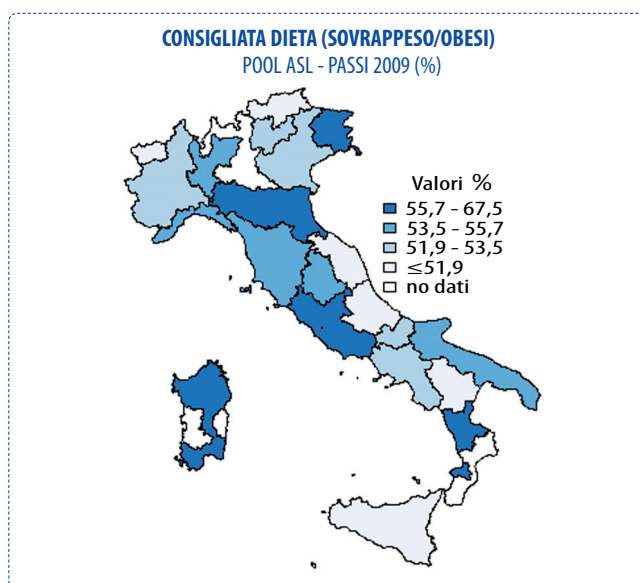 CONSIGLIATA DIETA (SOVRAPPESO/OBESI)
POOL ASL - PASSI 2009 (%)
Valori %
55,7 - 67,5
53,5 - 55,7
51,9 - 53,5
≤51,9
no dati